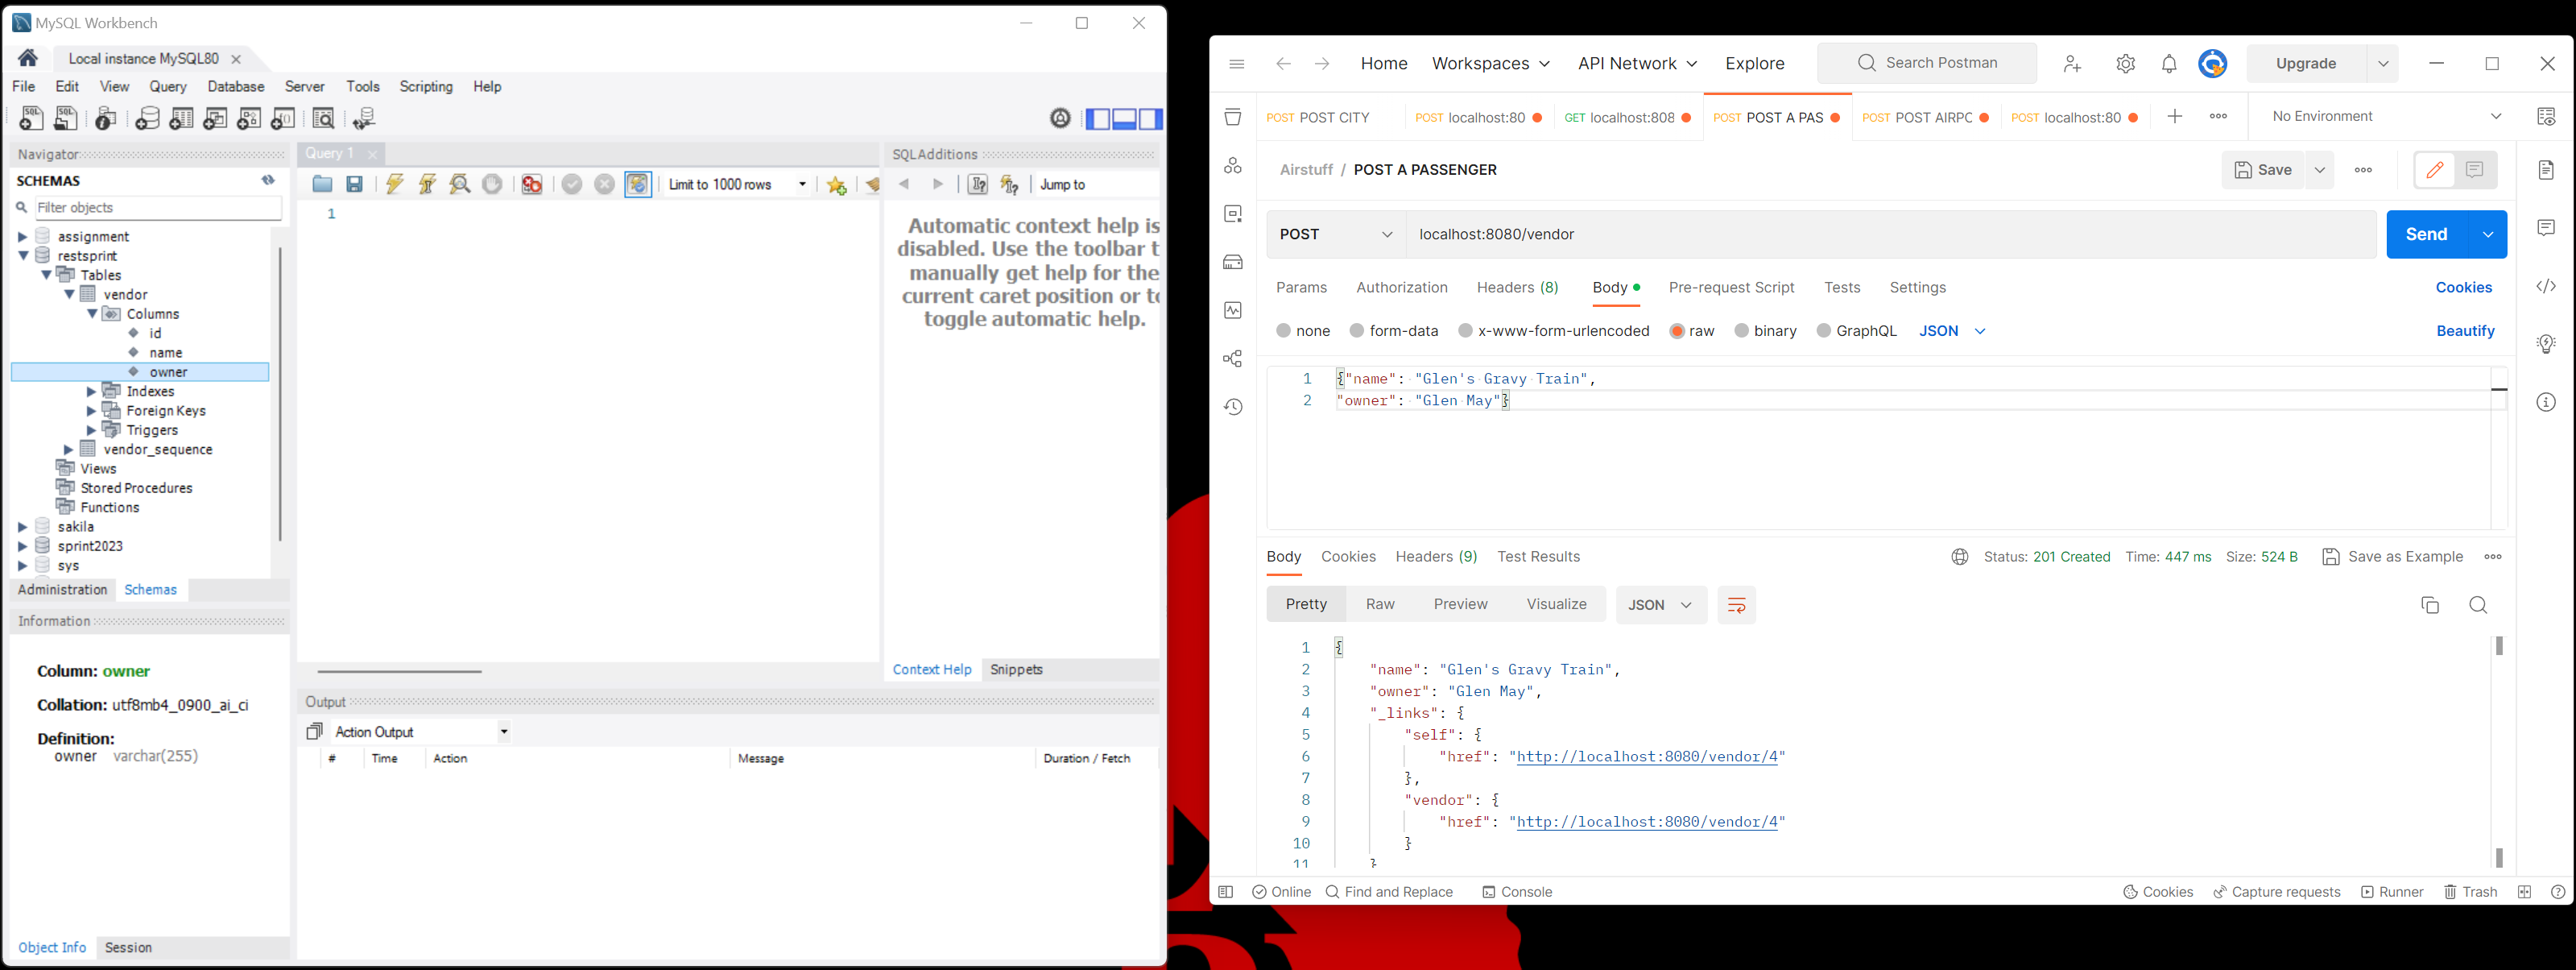 MySQL Workbench
Local instance MySQL80
File Edit View Query Database Server Tools Scripting Help
Navigator
SCHEMAS
Filter objects
assignment
restsprint
Tables
vendor
Columns
id
name
owner
Indexes
Foreign Keys
Triggers
vendor_sequence
Views
Stored Procedures
Functions
sakila
sprint2023
sys
Administration Schemas
Information
Column: owner
Collation: utf8mb4_0900_ai_ci
Definition:
owner varchar(255)
Object Info Session
Query 1
Limit to 1000 rows
1
SQLAdditions
Jump to
Automatic context help is
disabled. Use the toolbar t
manually get help for the
current caret position or to
toggle automatic help.
Context Help Snippets
Output
Action Output
# Time Action Message Duration / Fetch
Home Workspaces API Network Explore Search Postman Upgrade
POST POST CITY POST localhost:80 GET localhost:808 POST POST A PAS POST POST AIRPC POST localhost:80 No Environment
Airstuff / POST A PASSENGER Save
POST localhost:8080/vendor Send
Params Authorization Headers (8) Body Pre-request Script Tests Settings Cookies
none form-data x-www-form-urlencoded raw binary GraphQL JSON Beautify
1 {"name": "Glen's Gravy Train",
2 "owner": "Glen May"}
Body Cookies Headers (9) Test Results Status: 201 Created Time: 447 ms Size: 524 B Save as Example
Pretty Raw Preview Visualize JSON
1 {
2 "name": "Glen's Gravy Train",
3 "owner": "Glen May",
4 "_links": {
5 "self": {
6 "href": "http://localhost:8080/vendor/4"
7 },
8 "vendor": {
9 "href": "http://localhost:8080/vendor/4"
10 }
11 }
Online Find and Replace Console Cookies Capture requests Runner Trash